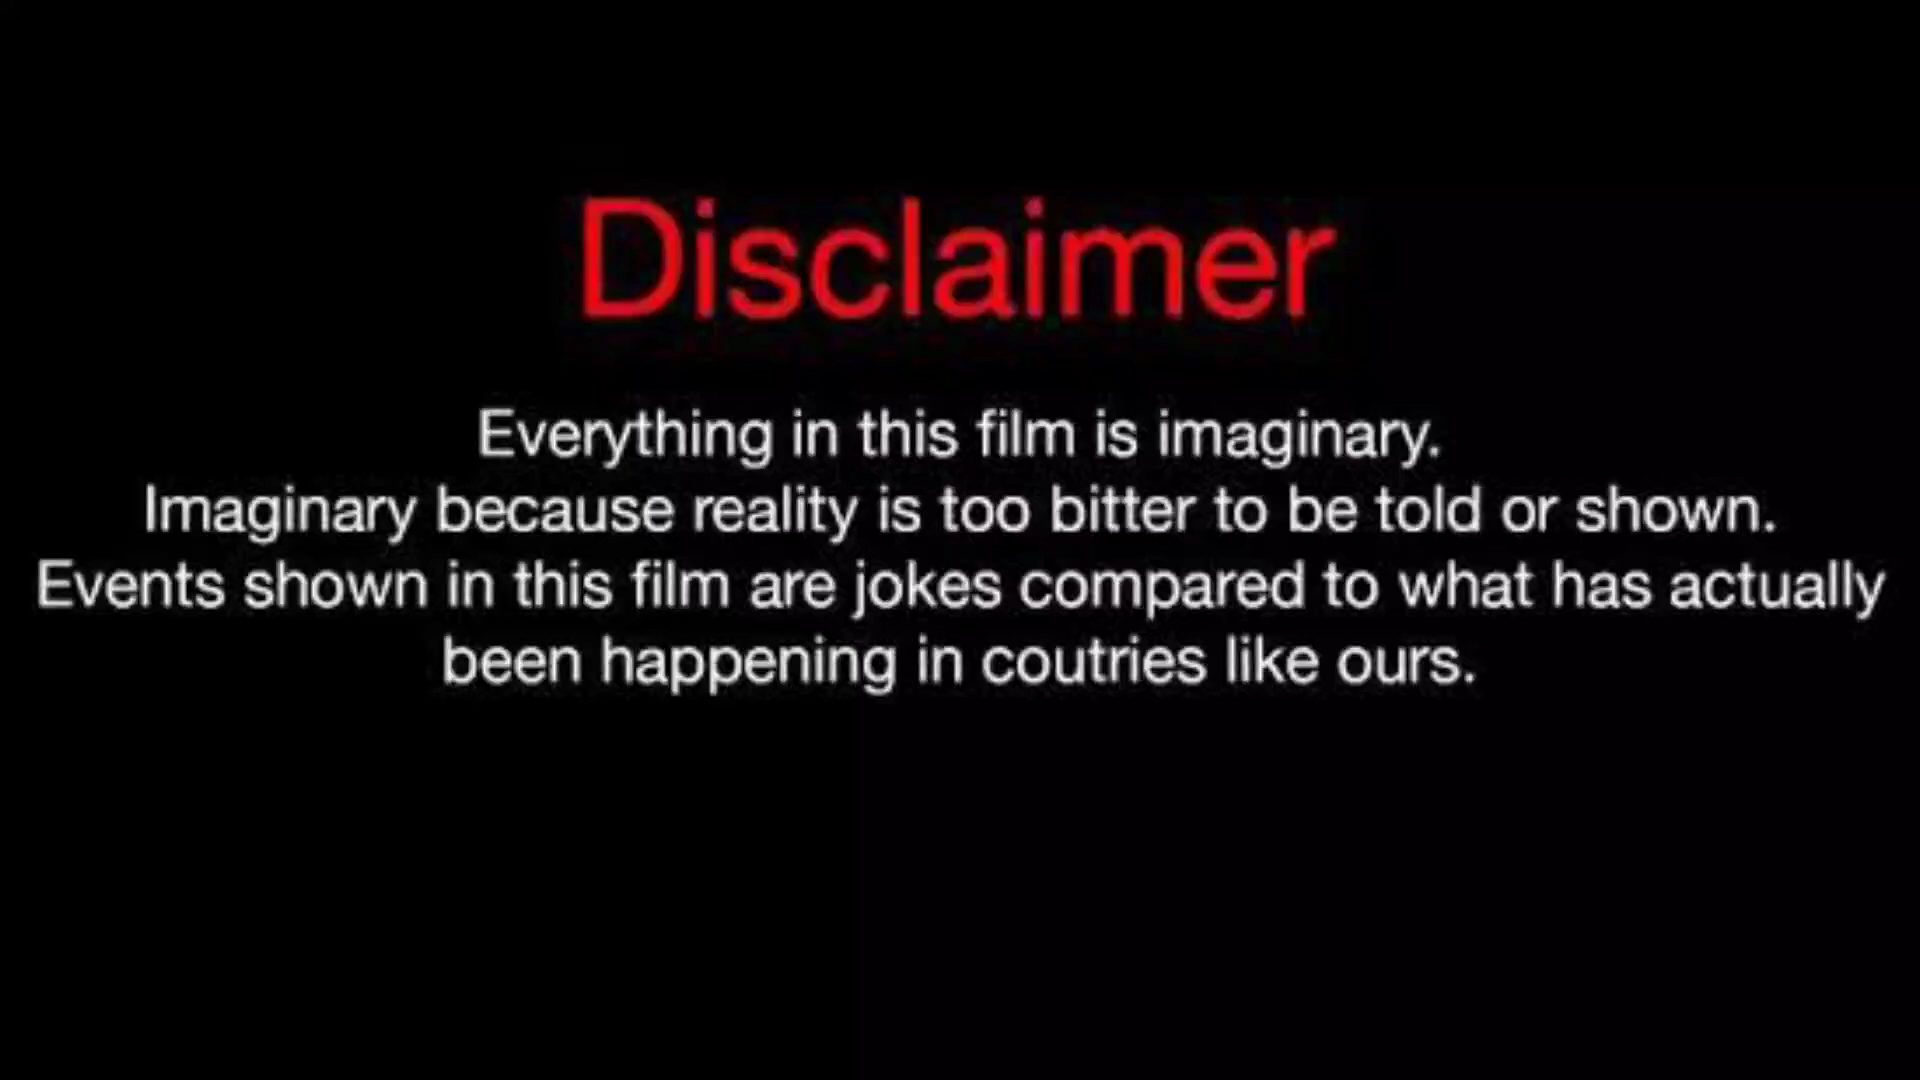 Disclaimer
Everything in this film is imaginary.
Imaginary because reality is too bitter to be told or shown.
Events shown in this film are jokes compared to what has actually
been happening in coutries like ours.